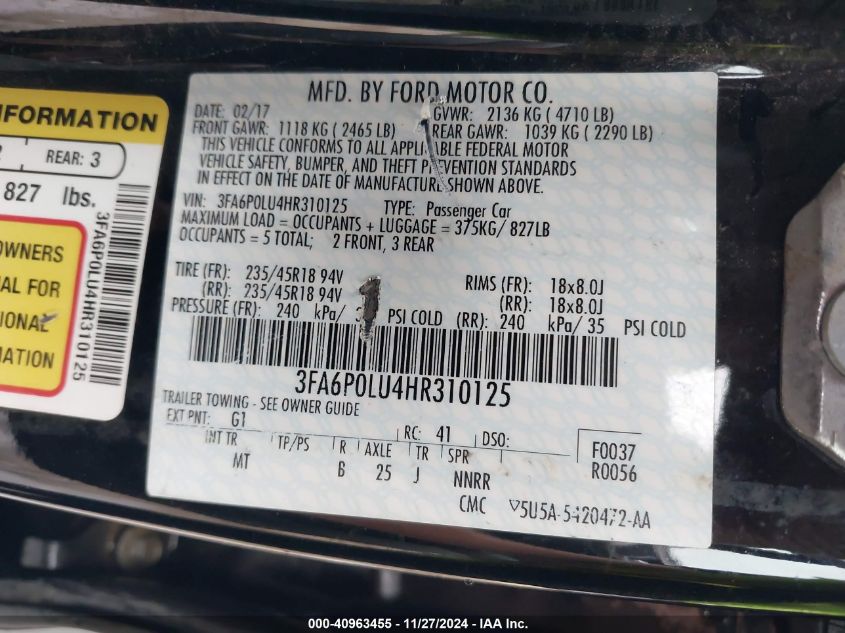 MFD. BY FORD MOTOR CO.
DATE: 02/17 GVWR: 2136 KG ( 4710 LB)
FRONT GAWR: 1118 KG ( 2465 LB) REAR GAWR: 1039 KG ( 2290 LB)
THIS VEHICLE CONFORMS TO ALL APPLICABLE FEDERAL MOTOR
VEHICLE SAFETY, BUMPER, AND THEFT PREVENTION STANDARDS
IN EFFECT ON THE DATE OF MANUFACTURE SHOWN ABOVE.
VIN: 3FA6P0LU4HR310125 TYPE: Passenger Car
MAXIMUM LOAD = OCCUPANTS + LUGGAGE = 375KG/ 827LB
OCCUPANTS = 5 TOTAL; 2 FRONT, 3 REAR
TIRE (FR): 235/45R18 94V RIMS (FR): 18x8.0J
(RR): 235/45R18 94V (RR): 18x8.0J
PRESSURE (FR): 240 kPa/ PSI COLD (RR): 240 kPa/ 35 PSI COLD
3FA6P0LU4HR310125
TRAILER TOWING - SEE OWNER GUIDE
EXT PNT: G1 RC: 41 DSO: F0037
INT TR TP/PS R AXLE TR SPR R0056
MT B 25 J NNRR
CMC 5U5A-5420472-AA
INFORMATION
REAR: 3
827 lbs.
3FA6P0LU4HR310125
OWNERS
MANUAL FOR
MATION
000-40963455 - 11/27/2024 - IAA Inc.